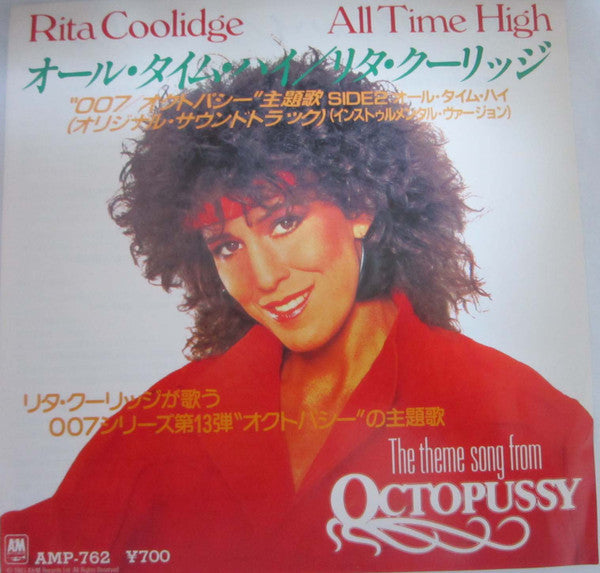 Rita Coolidge All Time High
オール・タイム・ハイ/リタ・クーリッジ
"007 オクトパシー"主題歌 SIDE2 オール・タイム・ハイ
(オリジナル・サウンドトラック) (インストゥルメンタル・ヴァージョン)
リタ・クーリッジが歌う
007シリーズ第13弾"オクトパシー"の主題歌
The theme song from
OCTOPUSSY
AM
AMP-762 ¥700